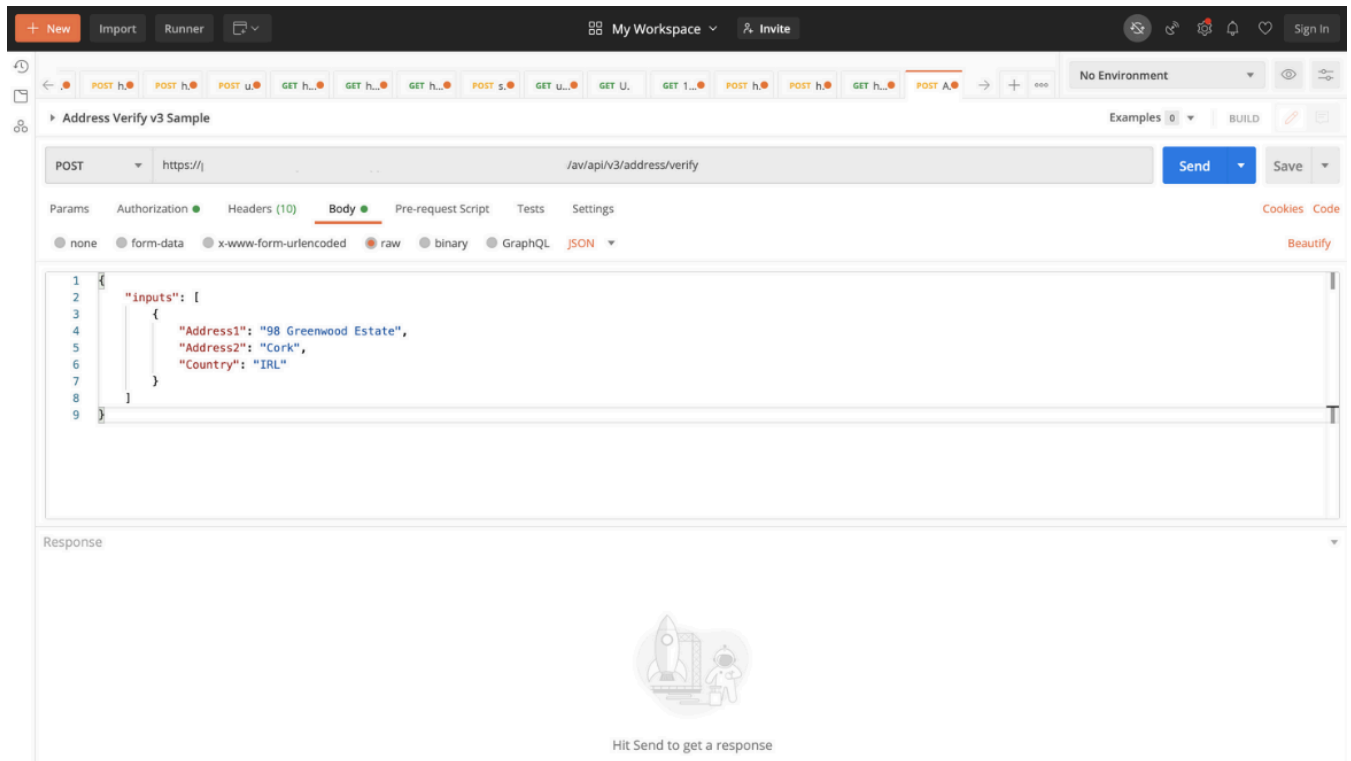 + New Import Runner My Workspace Invite Sign In
POST h. POST h. POST u. GET h... GET h... GET h... POST s. GET u... GET U. GET 1... POST h. POST h. GET h... POST A. No Environment
Address Verify v3 Sample Examples 0 BUILD
POST https:// /av/api/v3/address/verify Send Save
Params Authorization Headers (10) Body Pre-request Script Tests Settings Cookies Code
none form-data x-www-form-urlencoded raw binary GraphQL JSON Beautify
1 {
2 "inputs": [
3 {
4 "Address1": "98 Greenwood Estate",
5 "Address2": "Cork",
6 "Country": "IRL"
7 }
8 ]
9 }
Response
Hit Send to get a response